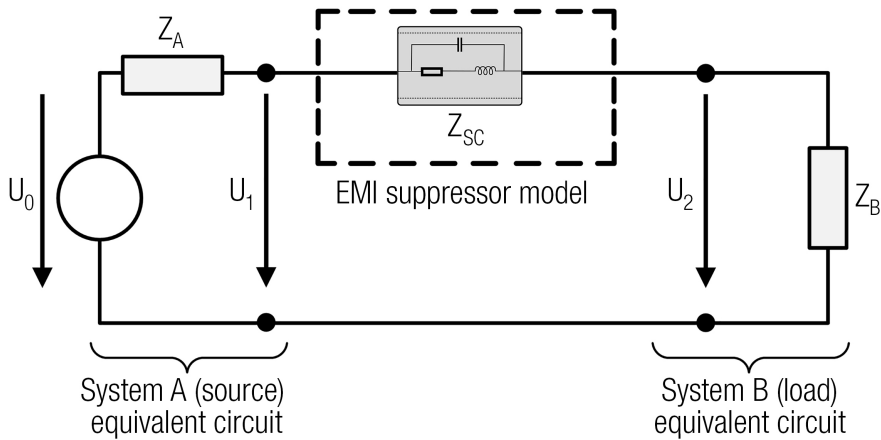 Z_A
Z_SC
EMI suppressor model
U_0
U_1
U_2
Z_B
System A (source)
equivalent circuit
System B (load)
equivalent circuit